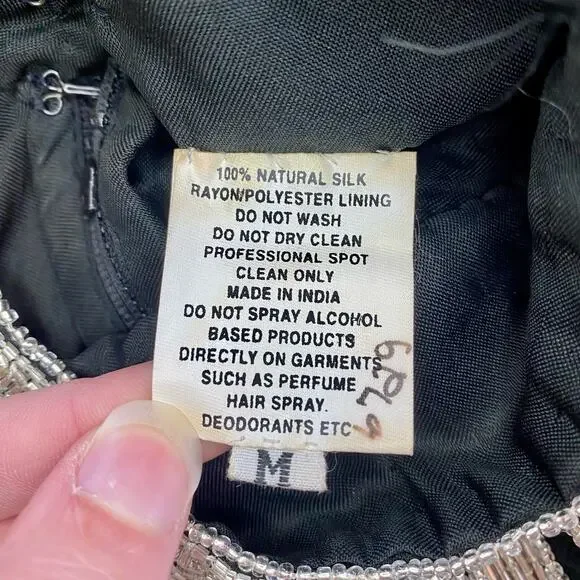 100% NATURAL SILK
RAYON/POLYESTER LINING
DO NOT WASH
DO NOT DRY CLEAN
PROFESSIONAL SPOT
CLEAN ONLY
MADE IN INDIA
DO NOT SPRAY ALCOHOL
BASED PRODUCTS
DIRECTLY ON GARMENTS
SUCH AS PERFUME
HAIR SPRAY.
DEODORANTS ETC
M